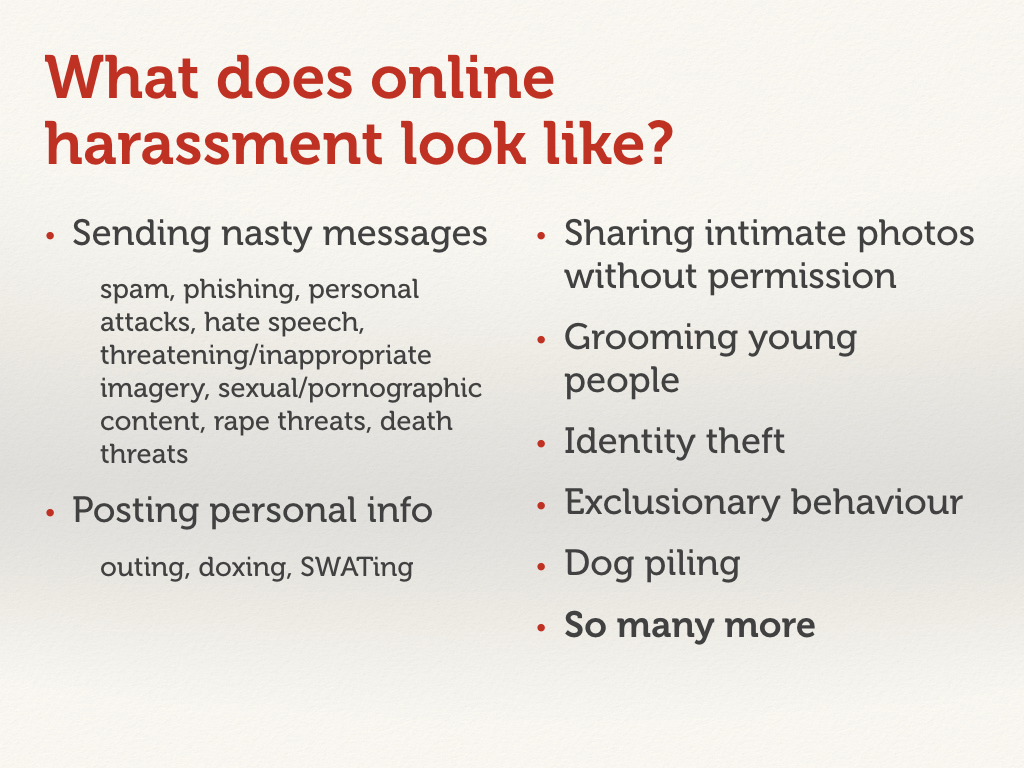 What does online
harassment look like?
• Sending nasty messages
spam, phishing, personal
attacks, hate speech,
threatening/inappropriate
imagery, sexual/pornographic
content, rape threats, death
threats
• Posting personal info
outing, doxing, SWATing
• Sharing intimate photos
without permission
• Grooming young
people
• Identity theft
• Exclusionary behaviour
• Dog piling
• So many more